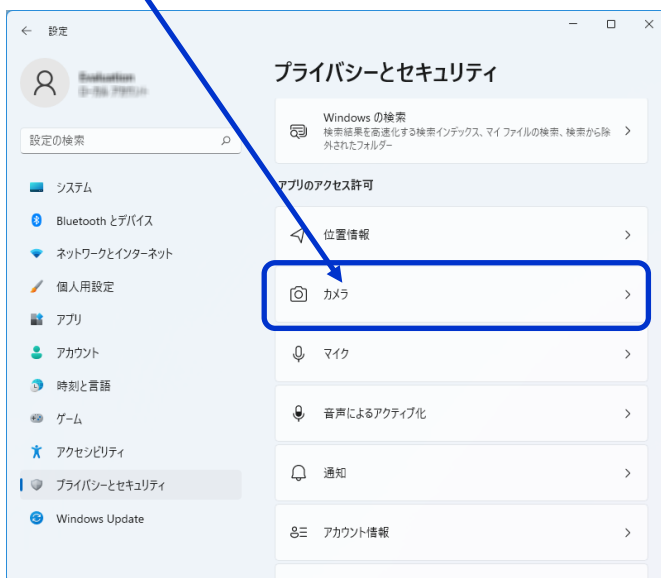 設定
プライバシーとセキュリティ
Windows の検索
検索結果を高速化する検索インデックス、マイ ファイルの検索、検索から除
外されたフォルダー
設定の検索
アプリのアクセス許可
システム
Bluetooth とデバイス
ネットワークとインターネット
個人用設定
アプリ
アカウント
時刻と言語
ゲーム
アクセシビリティ
プライバシーとセキュリティ
Windows Update
位置情報
カメラ
マイク
音声によるアクティブ化
通知
アカウント情報